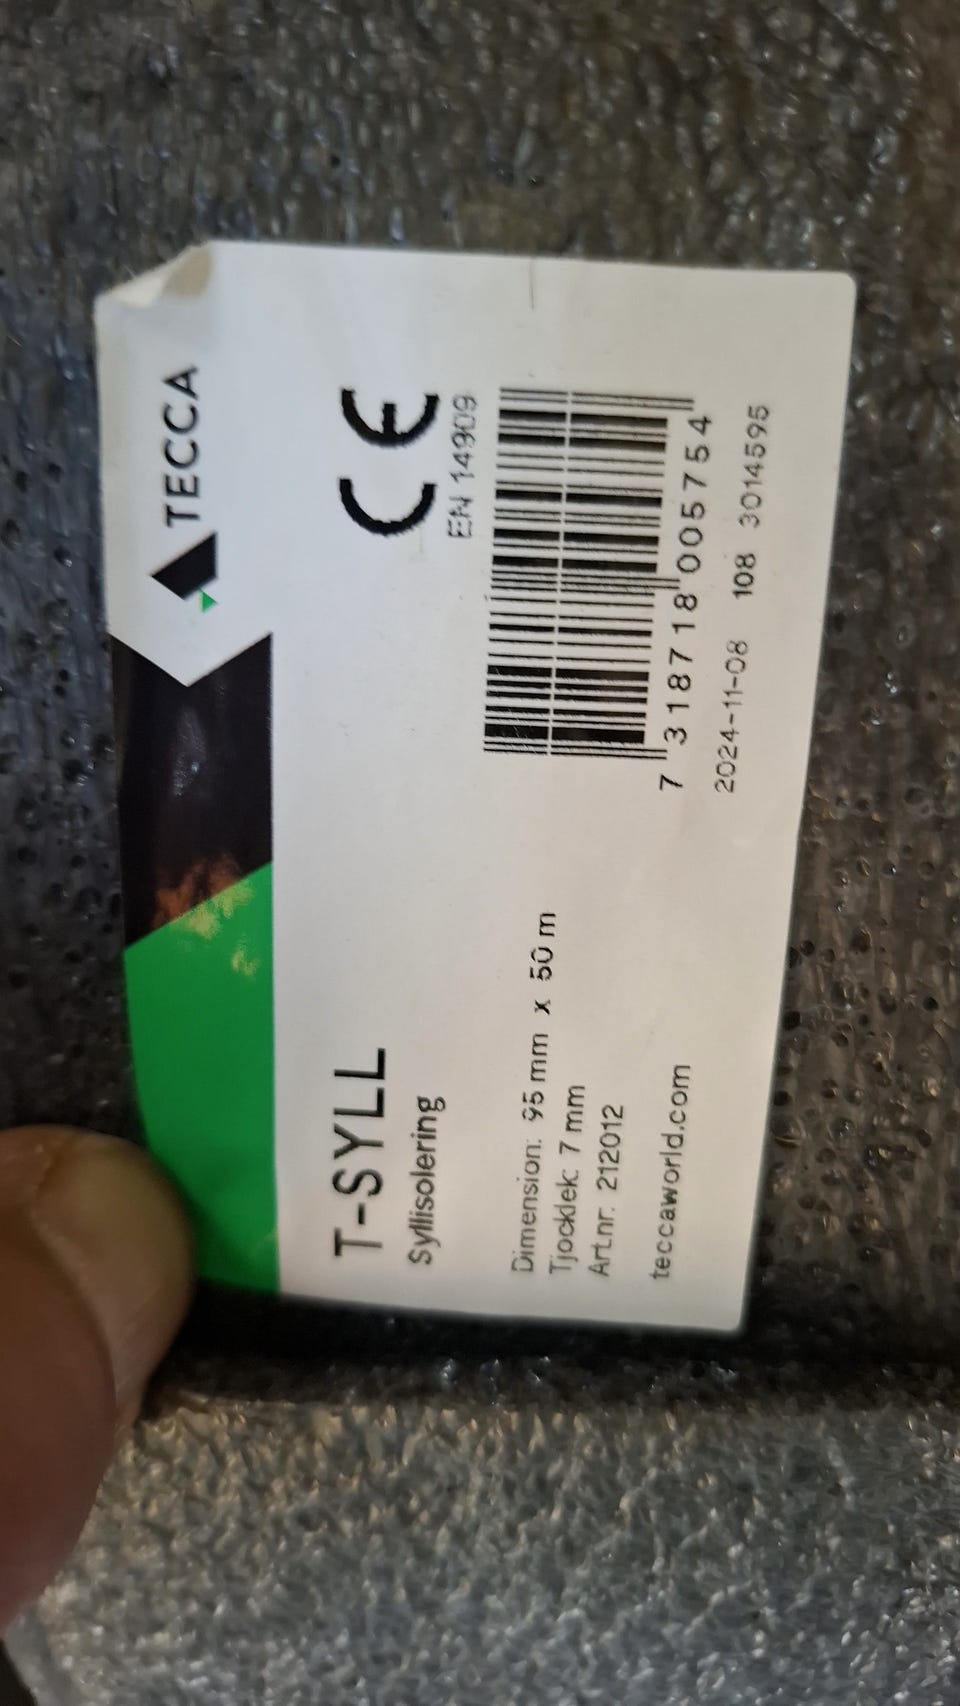 TECCA
T-SYLL
Syllisolering
CE
EN 14909
Dimension: 95 mm x 50 m
Tjocklek: 7 mm
Art.nr. 212012
teccaworld.com
7 318718 005754
2024-11-08 108 3014595